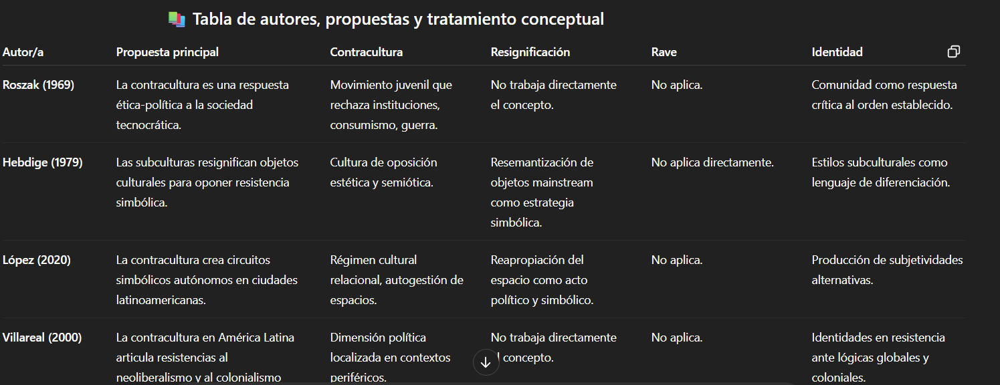 Tabla de autores, propuestas y tratamiento conceptual
Autor/a Propuesta principal Contracultura Resignificación Rave Identidad
Roszak (1969) La contracultura es una respuesta Movimiento juvenil que No trabaja directamente No aplica. Comunidad como respuesta
ética-política a la sociedad rechaza instituciones, el concepto. crítica al orden establecido.
tecnocrática. consumismo, guerra.
Hebdige (1979) Las subculturas resignifican objetos Cultura de oposición Resemantización de No aplica directamente. Estilos subculturales como
culturales para oponer resistencia estética y semiótica. objetos mainstream lenguaje de diferenciación.
simbólica. como estrategia
simbólica.
López (2020) La contracultura crea circuitos Régimen cultural Reapropiación del No aplica. Producción de subjetividades
simbólicos autónomos en ciudades relacional, autogestión de espacio como acto alternativas.
latinoamericanas. espacios. político y simbólico.
Villareal (2000) La contracultura en América Latina Dimensión política No trabaja directamente No aplica. Identidades en resistencia
articula resistencias al localizada en contextos concepto. ante lógicas globales y
neoliberalismo y al colonialismo periféricos. coloniales.